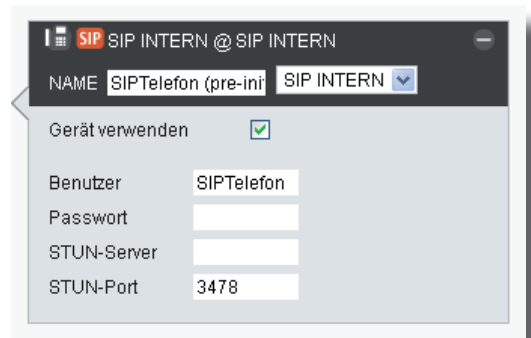 SIP SIP INTERN @ SIP INTERN
NAME SIPTelefon (pre-init SIP INTERN
Gerät verwenden
Benutzer SIPTelefon
Passwort
STUN-Server
STUN-Port 3478